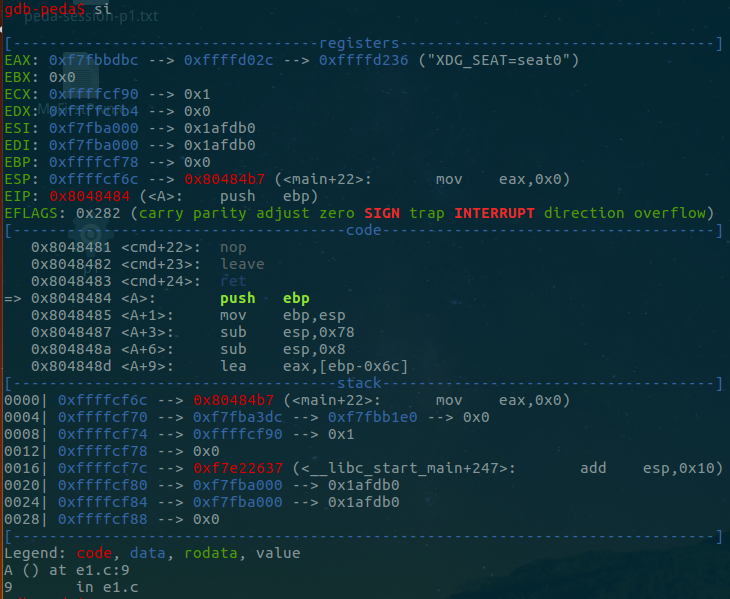 gdb-peda$ si
peda-session-p1.txt
[----------------------------------registers-----------------------------------]
EAX: 0xf7fbbdbc --> 0xffffd02c --> 0xffffd236 ("XDG_SEAT=seat0")
EBX: 0x0
ECX: 0xffffcf90 --> 0x1
EDX: 0xffffcfb4 --> 0x0
ESI: 0xf7fba000 --> 0x1afdb0
EDI: 0xf7fba000 --> 0x1afdb0
EBP: 0xffffcf78 --> 0x0
ESP: 0xffffcf6c --> 0x80484b7 (<main+22>:	mov    eax,0x0)
EIP: 0x8048484 (<A>:	push   ebp)
EFLAGS: 0x282 (carry parity adjust zero SIGN trap INTERRUPT direction overflow)
[-------------------------------------code-------------------------------------]
   0x8048481 <cmd+22>:	nop
   0x8048482 <cmd+23>:	leave
   0x8048483 <cmd+24>:	ret
=> 0x8048484 <A>:	push   ebp
   0x8048485 <A+1>:	mov    ebp,esp
   0x8048487 <A+3>:	sub    esp,0x78
   0x804848a <A+6>:	sub    esp,0x8
   0x804848d <A+9>:	lea    eax,[ebp-0x6c]
[------------------------------------stack-------------------------------------]
0000| 0xffffcf6c --> 0x80484b7 (<main+22>:	mov    eax,0x0)
0004| 0xffffcf70 --> 0xf7fba3dc --> 0xf7fbb1e0 --> 0x0
0008| 0xffffcf74 --> 0xffffcf90 --> 0x1
0012| 0xffffcf78 --> 0x0
0016| 0xffffcf7c --> 0xf7e22637 (<__libc_start_main+247>:	add    esp,0x10)
0020| 0xffffcf80 --> 0xf7fba000 --> 0x1afdb0
0024| 0xffffcf84 --> 0xf7fba000 --> 0x1afdb0
0028| 0xffffcf88 --> 0x0
[------------------------------------------------------------------------------]
Legend: code, data, rodata, value
A () at e1.c:9
9	in e1.c